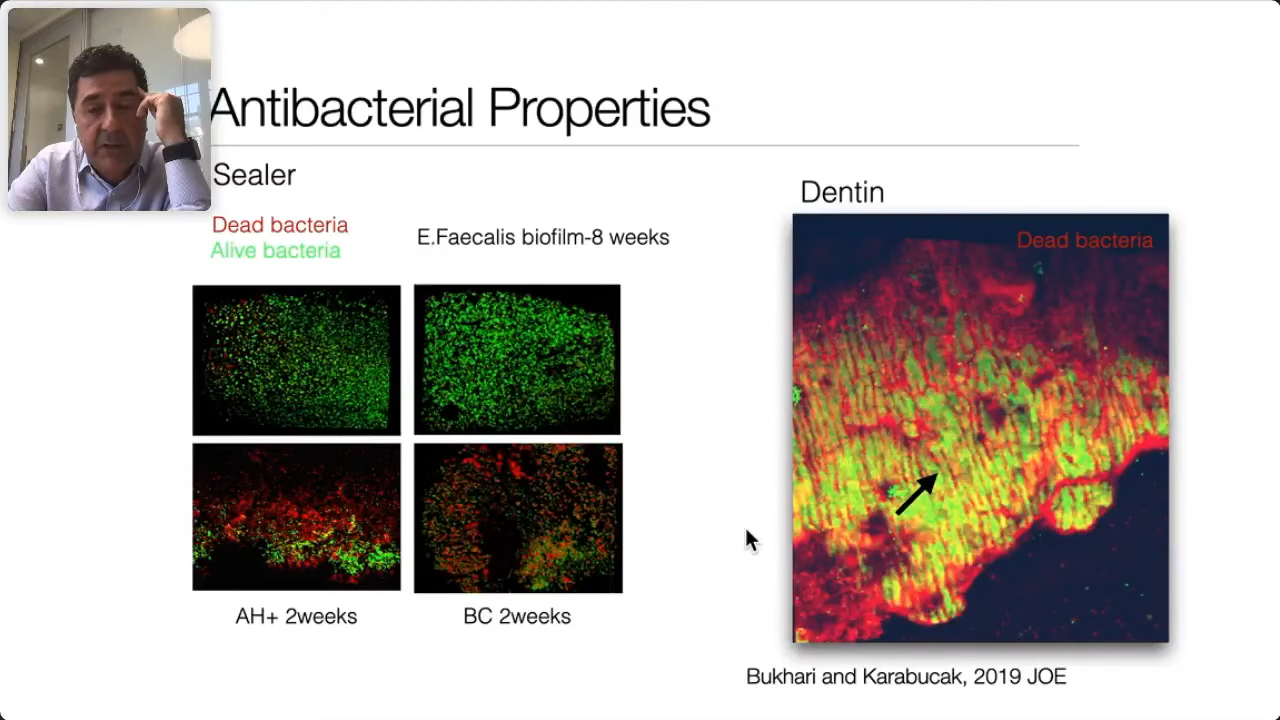 Antibacterial Properties
Sealer
Dentin
Dead bacteria
Alive bacteria
E.Faecalis biofilm-8 weeks
Dead bacteria
AH+ 2weeks
BC 2weeks
Bukhari and Karabucak, 2019 JOE